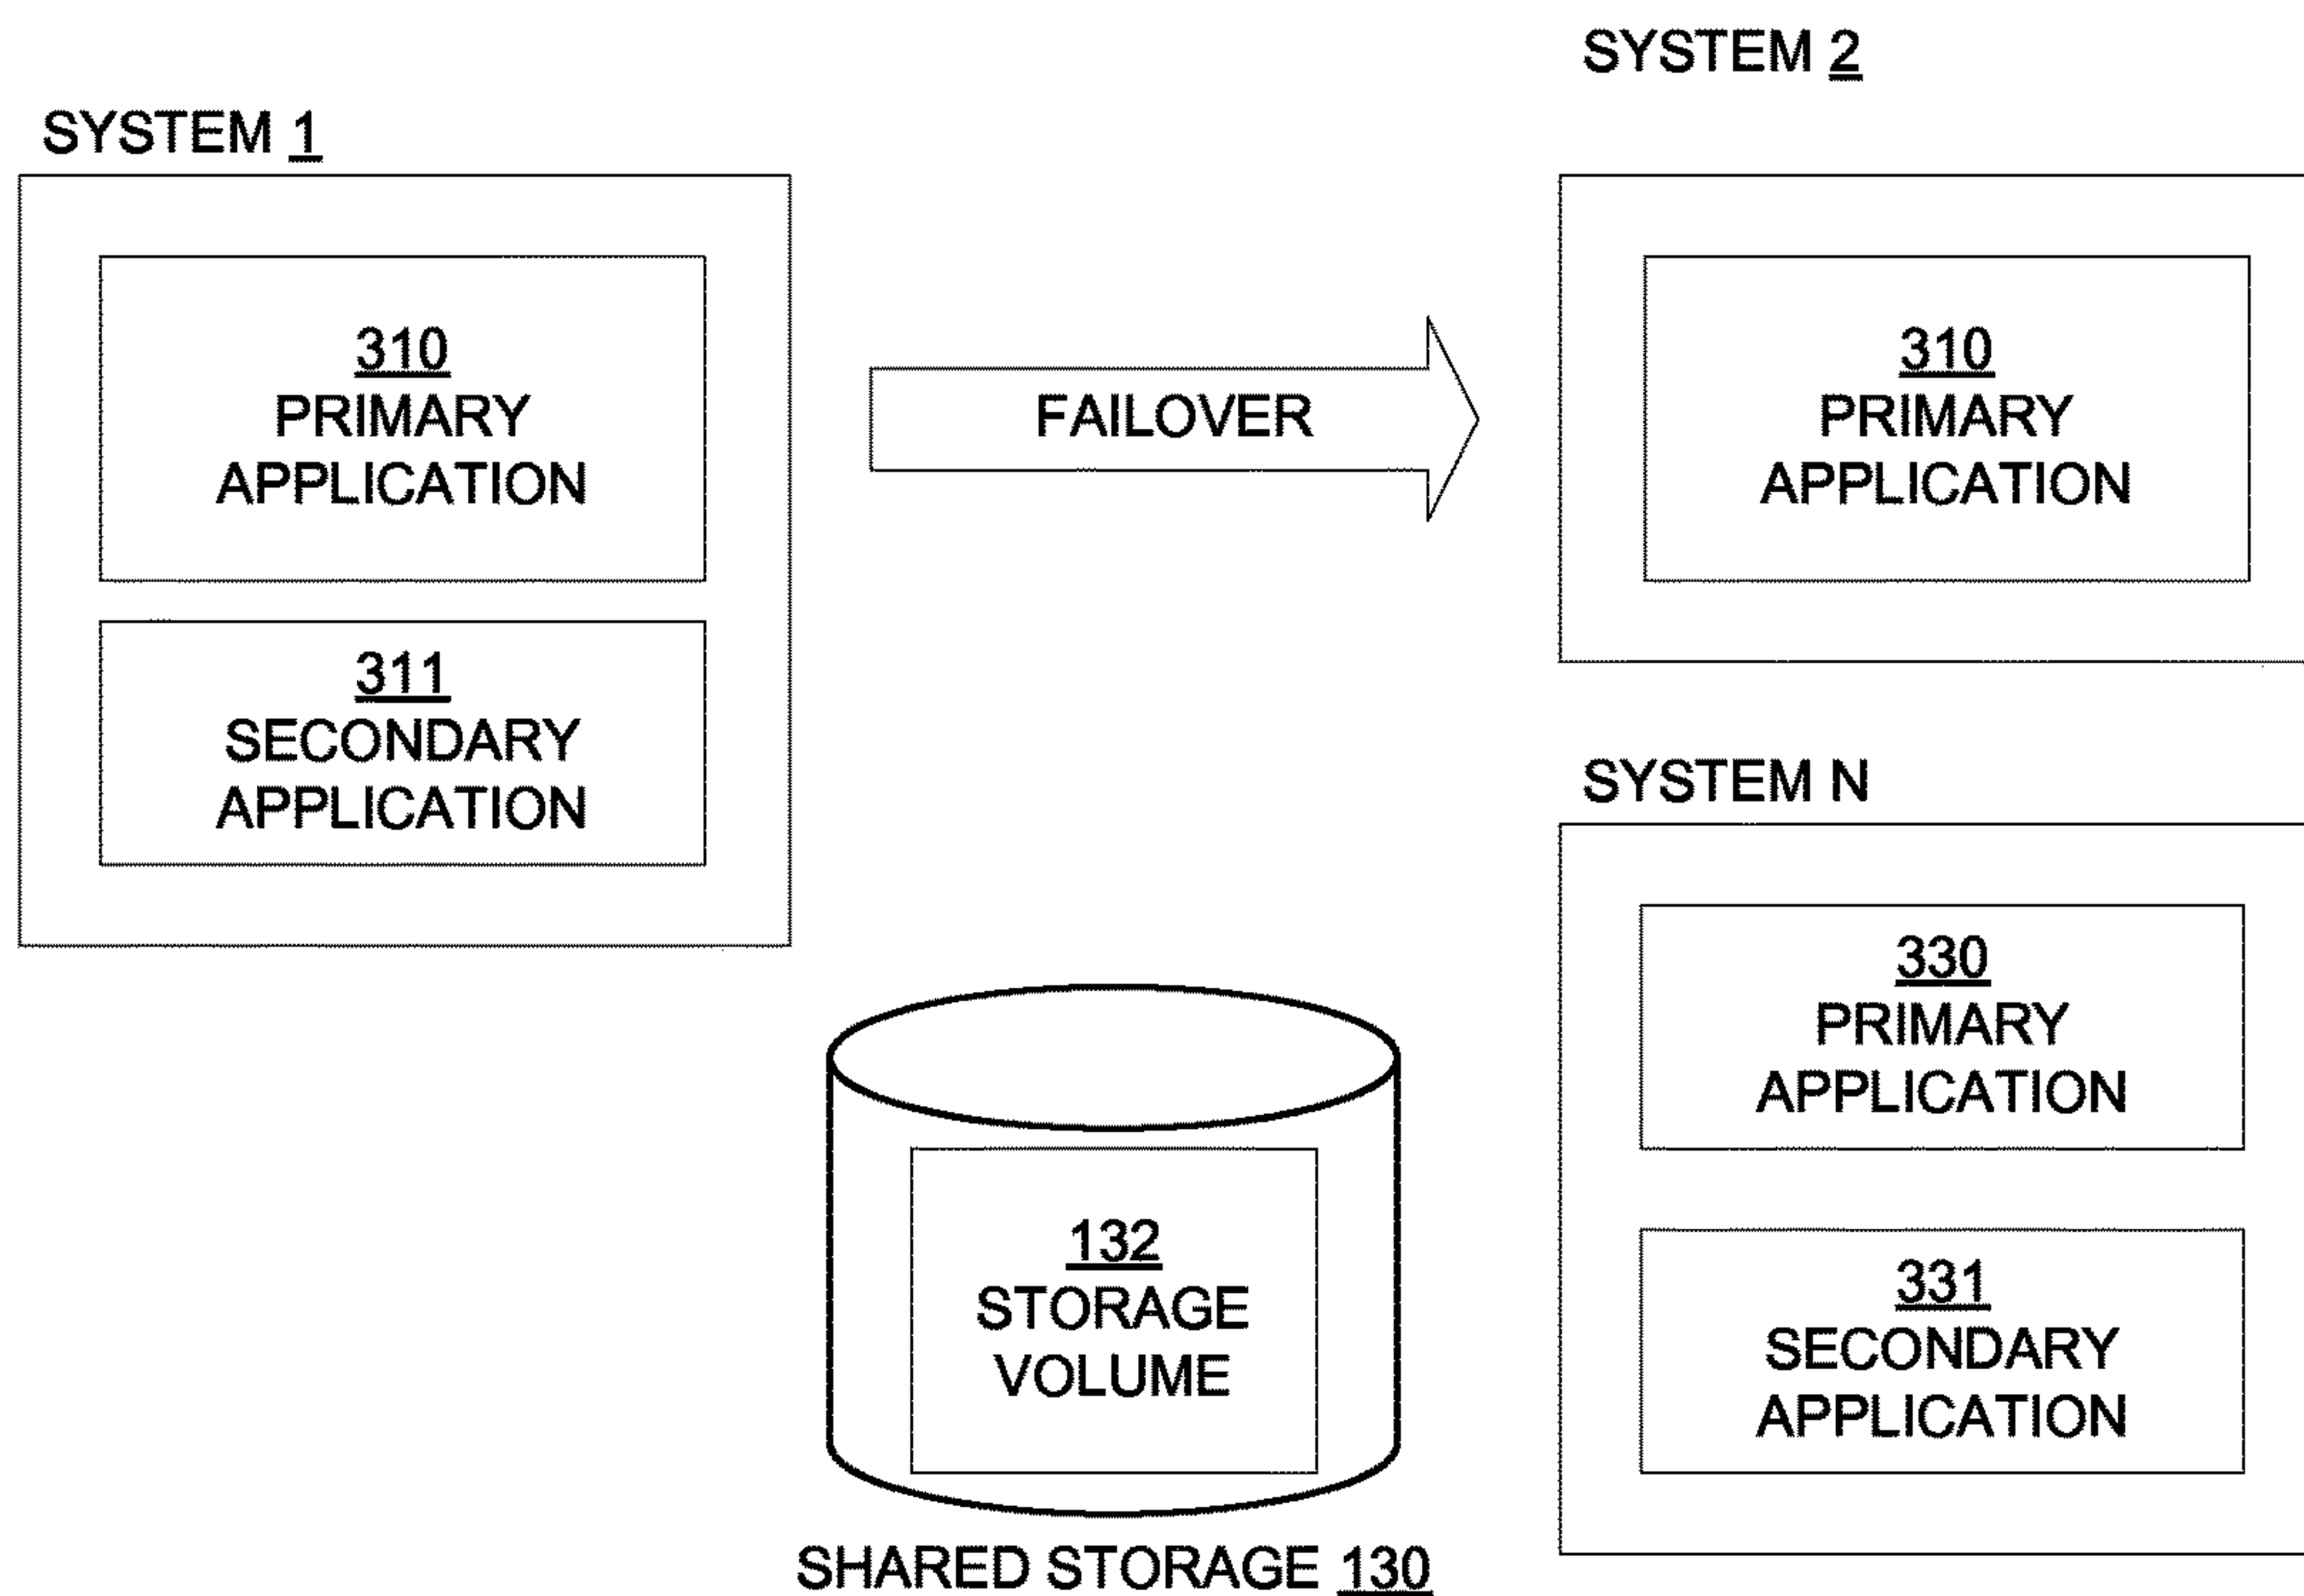 SYSTEM 1
310
PRIMARY
APPLICATION
311
SECONDARY
APPLICATION
FAILOVER
SYSTEM 2
310
PRIMARY
APPLICATION
SYSTEM N
330
PRIMARY
APPLICATION
331
SECONDARY
APPLICATION
132
STORAGE
VOLUME
SHARED STORAGE 130